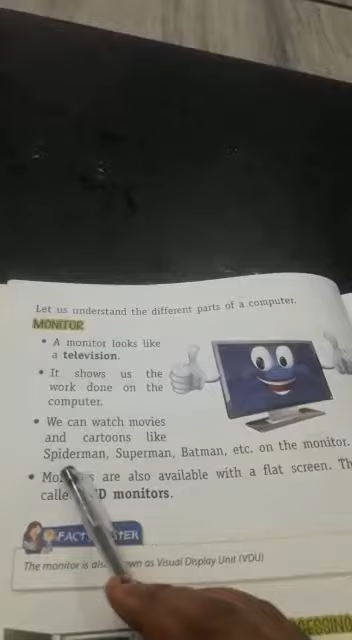 Let us understand the different parts of a computer.
MONITOR
• A monitor looks like
a television.
• It shows us the
work done on the
computer.
• We can watch movies
and cartoons like
Spiderman, Superman, Batman, etc. on the monitor.
• are also available with a flat screen.
monitors.
The monitor is as Visual Display Unit (VDU)